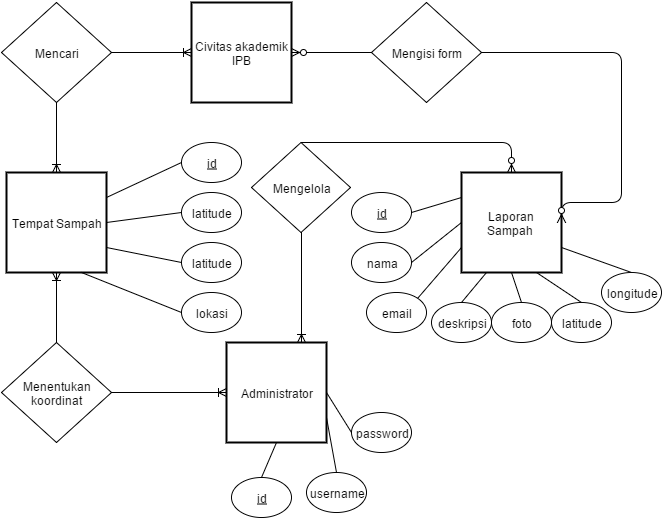 Civitas akademik
IPB
Mencari
Mengisi form
id
Mengelola
latitude
id
Tempat Sampah
Laporan
Sampah
latitude
nama
longitude
lokasi
email
deskripsi
foto
latitude
Menentukan
koordinat
Administrator
password
username
id